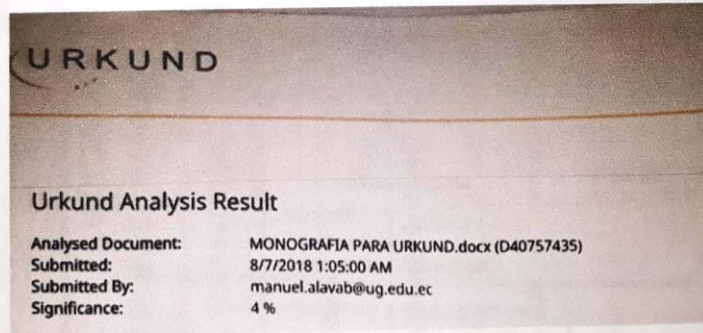 URKUND
Urkund Analysis Result
Analysed Document: MONOGRAFIA PARA URKUND.docx (D40757435)
Submitted: 8/7/2018 1:05:00 AM
Submitted By: manuel.alavab@ug.edu.ec
Significance: 4 %